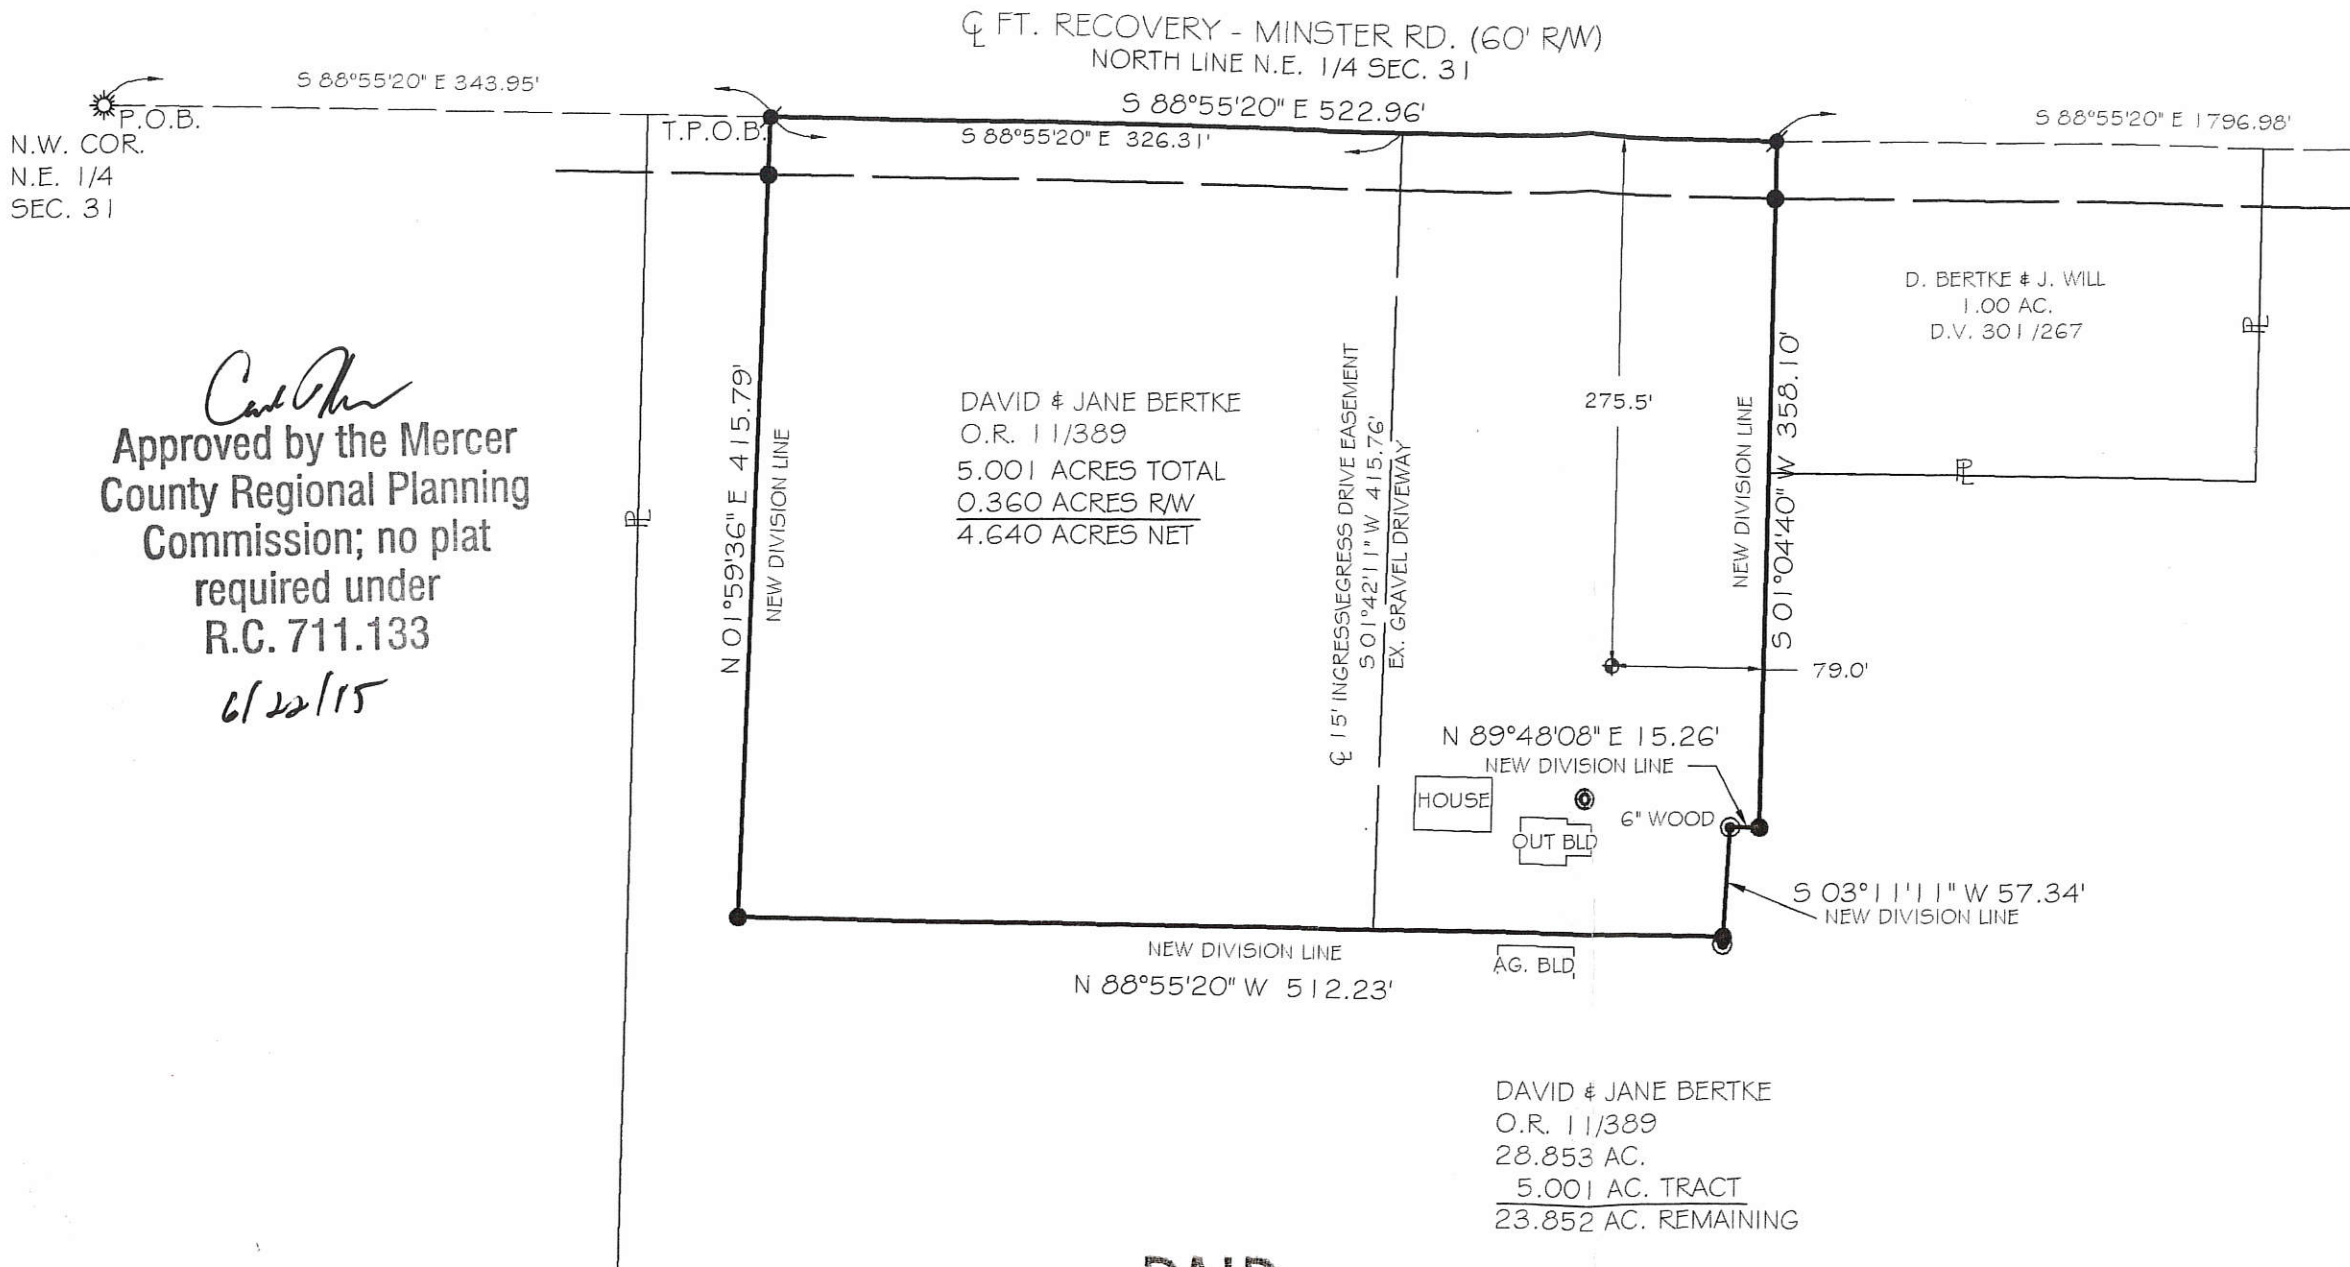 ℄ FT. RECOVERY - MINSTER RD. (60' R/W)
NORTH LINE N.E. 1/4 SEC. 31
S 88°55'20" E 343.95'
S 88°55'20" E 522.96'
S 88°55'20" E 326.31'
S 88°55'20" E 1796.98'
P.O.B.
T.P.O.B.
N.W. COR.
N.E. 1/4
SEC. 31
D. BERTKE & J. WILL
1.00 AC.
D.V. 301/267
PL
PL
PL
Approved by the Mercer
County Regional Planning
Commission; no plat
required under
R.C. 711.133
6/22/15
N 01°59'36" E 415.79'
NEW DIVISION LINE
DAVID & JANE BERTKE
O.R. 11/389
5.001 ACRES TOTAL
0.360 ACRES R/W
4.640 ACRES NET
℄ 15' INGRESS\EGRESS DRIVE EASEMENT
S 01°42'11" W 415.76'
EX. GRAVEL DRIVEWAY
275.5'
NEW DIVISION LINE
S 01°04'40" W 358.10'
79.0'
N 89°48'08" E 15.26'
NEW DIVISION LINE
HOUSE
6" WOOD
OUT BLD
S 03°11'11" W 57.34'
NEW DIVISION LINE
NEW DIVISION LINE
N 88°55'20" W 512.23'
AG. BLD
DAVID & JANE BERTKE
O.R. 11/389
28.853 AC.
5.001 AC. TRACT
23.852 AC. REMAINING